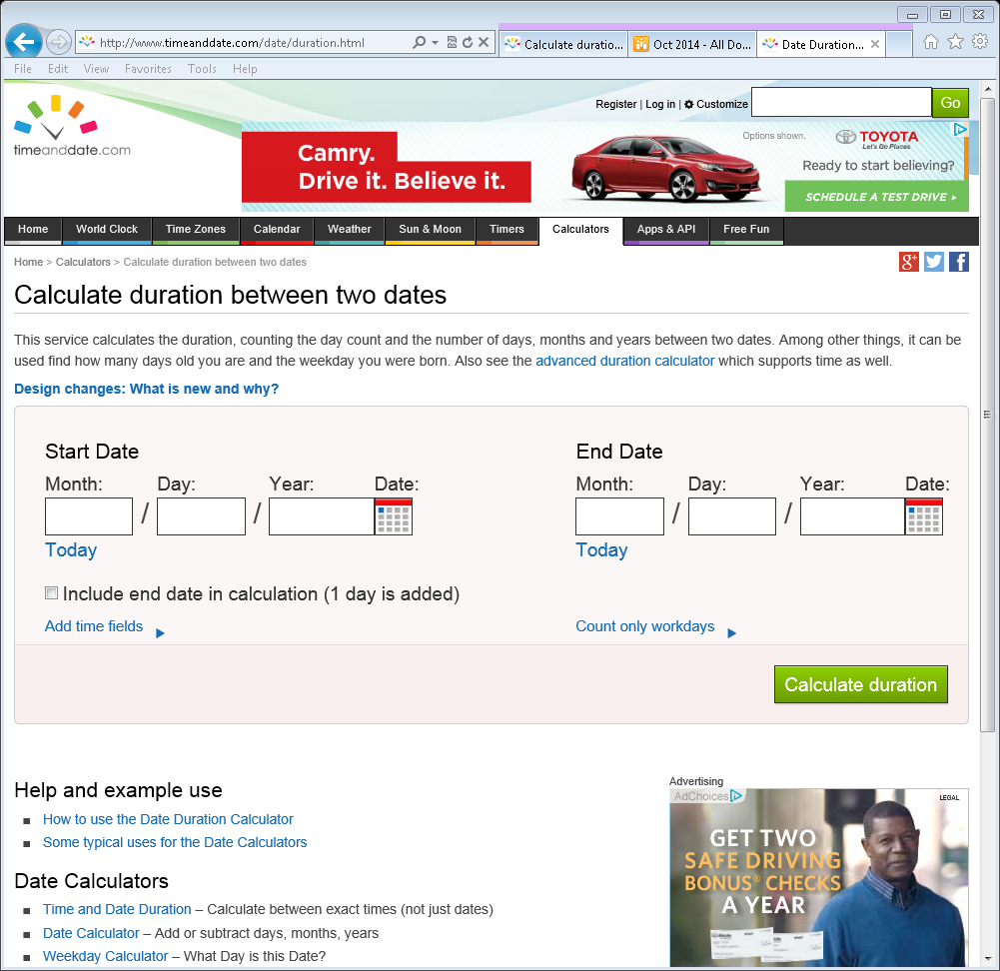 http://www.timeanddate.com/date/duration.html
Calculate duratio...
Oct 2014 - All Do...
Date Duration...
File Edit View Favorites Tools Help
timeanddate.com
Register | Log in | Customize
Go
Camry.
Drive it. Believe it.
Options shown.
TOYOTA
Let's Go Places
Ready to start believing?
SCHEDULE A TEST DRIVE
Home World Clock Time Zones Calendar Weather Sun & Moon Timers Calculators Apps & API Free Fun
Home > Calculators > Calculate duration between two dates
g+ f
Calculate duration between two dates
This service calculates the duration, counting the day count and the number of days, months and years between two dates. Among other things, it can be
used find how many days old you are and the weekday you were born. Also see the advanced duration calculator which supports time as well.
Design changes: What is new and why?
Start Date
Month: Day: Year: Date:
/ /
Today
Include end date in calculation (1 day is added)
Add time fields
End Date
Month: Day: Year: Date:
/ /
Today
Count only workdays
Calculate duration
Help and example use
How to use the Date Duration Calculator
Some typical uses for the Date Calculators
Date Calculators
Time and Date Duration – Calculate between exact times (not just dates)
Date Calculator – Add or subtract days, months, years
Weekday Calculator – What Day is this Date?
Advertising
AdChoices
LEGAL
GET TWO
SAFE DRIVING
BONUS® CHECKS
A YEAR